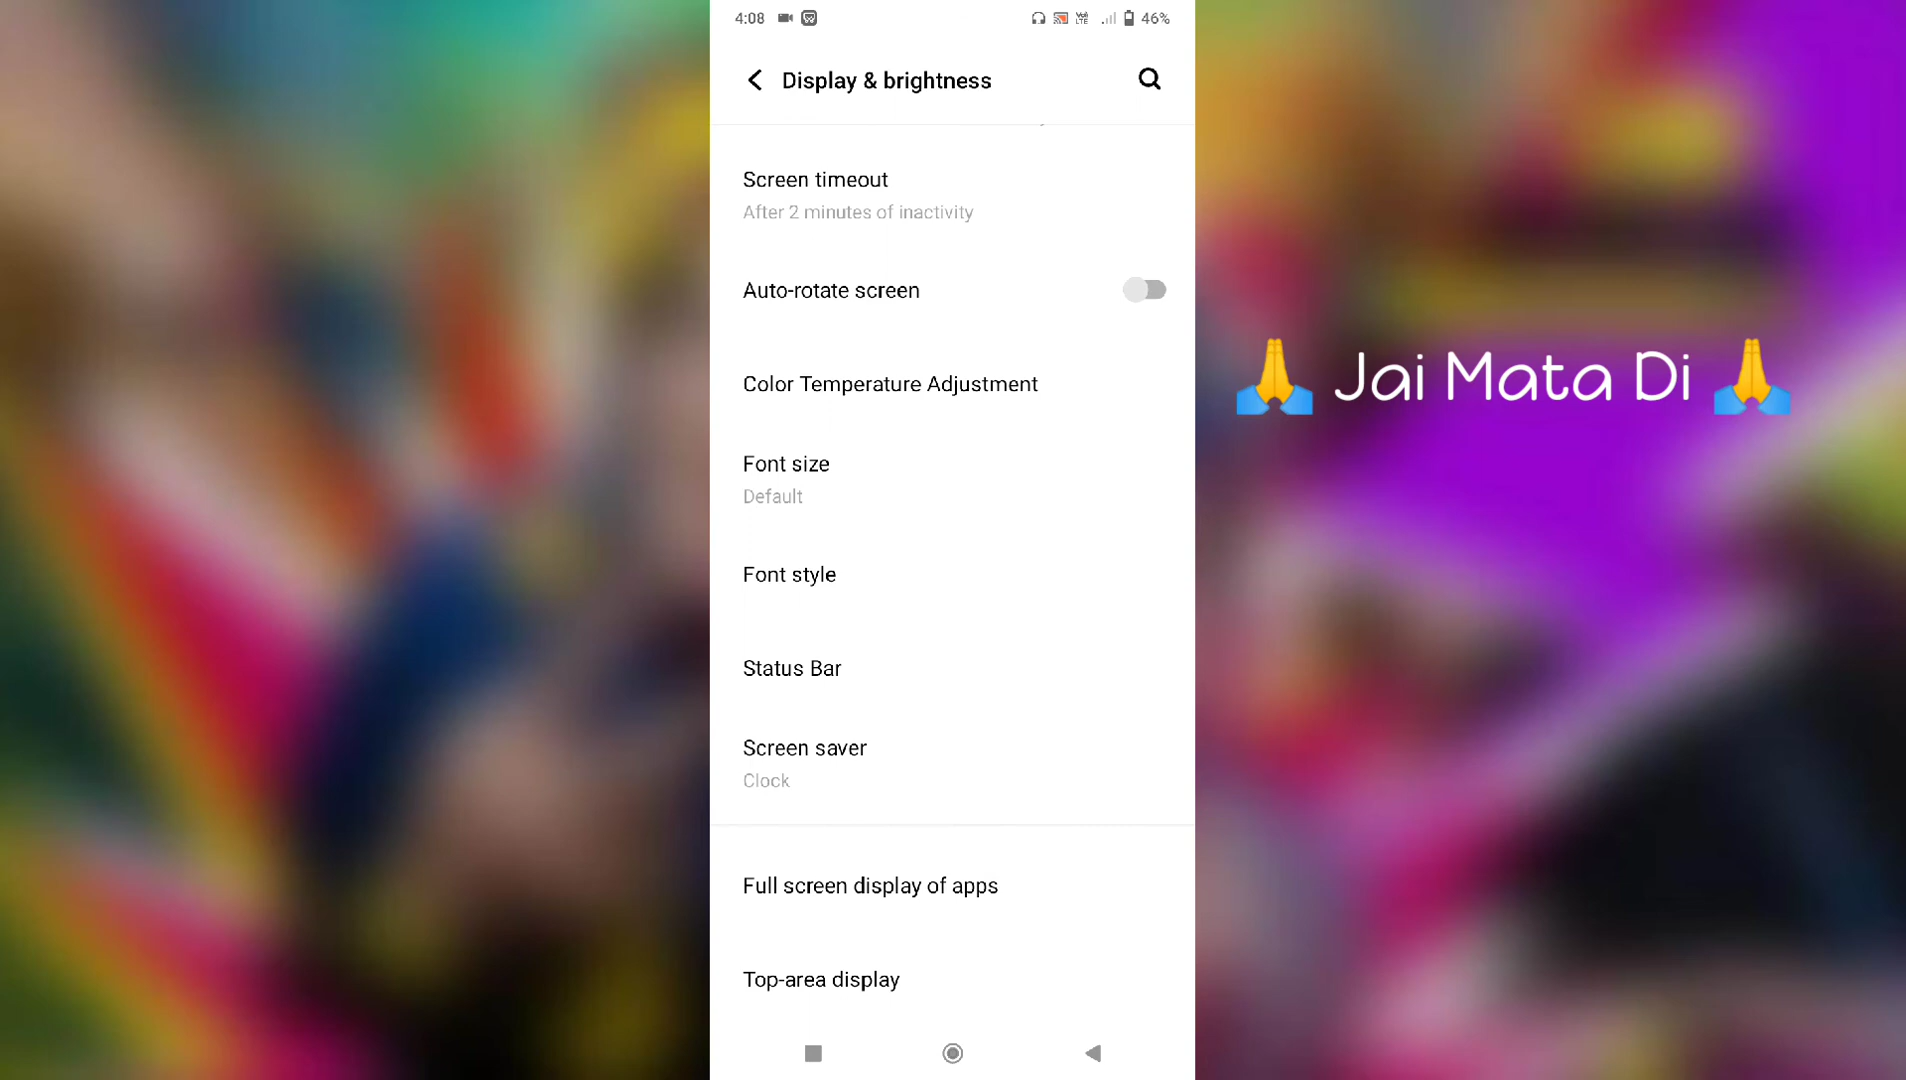 4:08
VoLTE 46%
Display & brightness
Screen timeout
After 2 minutes of inactivity
Auto-rotate screen
Color Temperature Adjustment
Font size
Default
Font style
Status Bar
Screen saver
Clock
Full screen display of apps
Top-area display
🙏 Jai Mata Di 🙏